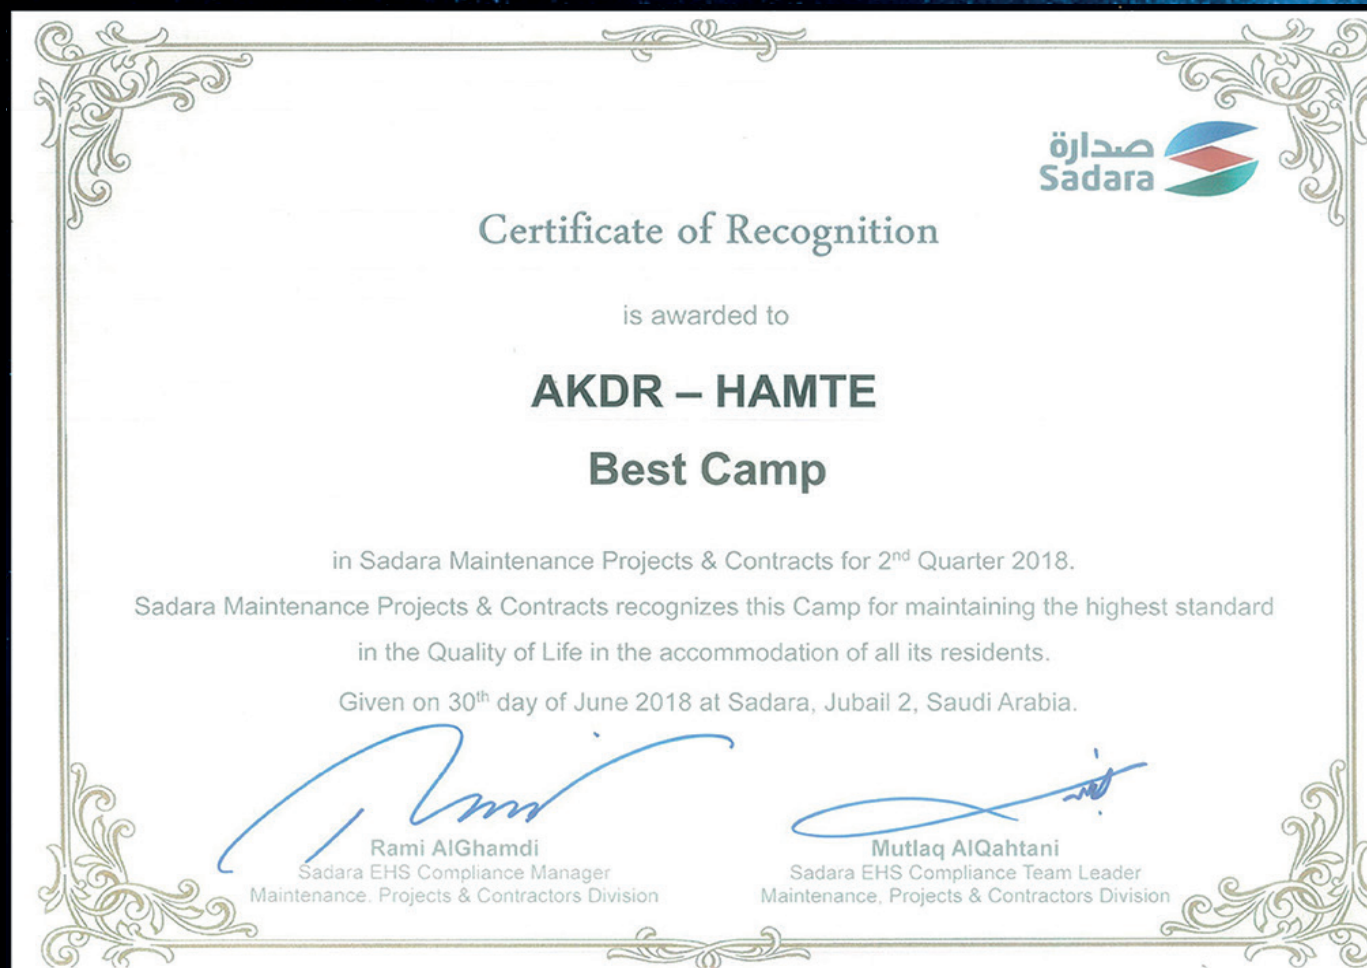 صدارة
Sadara
Certificate of Recognition
is awarded to
AKDR – HAMTE
Best Camp
in Sadara Maintenance Projects & Contracts for 2nd Quarter 2018.
Sadara Maintenance Projects & Contracts recognizes this Camp for maintaining the highest standard
in the Quality of Life in the accommodation of all its residents.
Given on 30th day of June 2018 at Sadara, Jubail 2, Saudi Arabia.
Rami AlGhamdi
Sadara EHS Compliance Manager
Maintenance, Projects & Contractors Division
Mutlaq AlQahtani
Sadara EHS Compliance Team Leader
Maintenance, Projects & Contractors Division